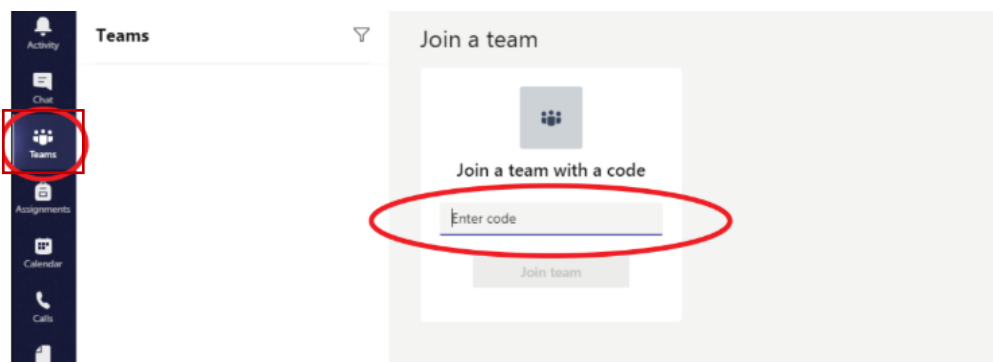 Activity
Chat
Teams
Assignments
Calendar
Calls
Teams
Join a team
Join a team with a code
Enter code
Join team